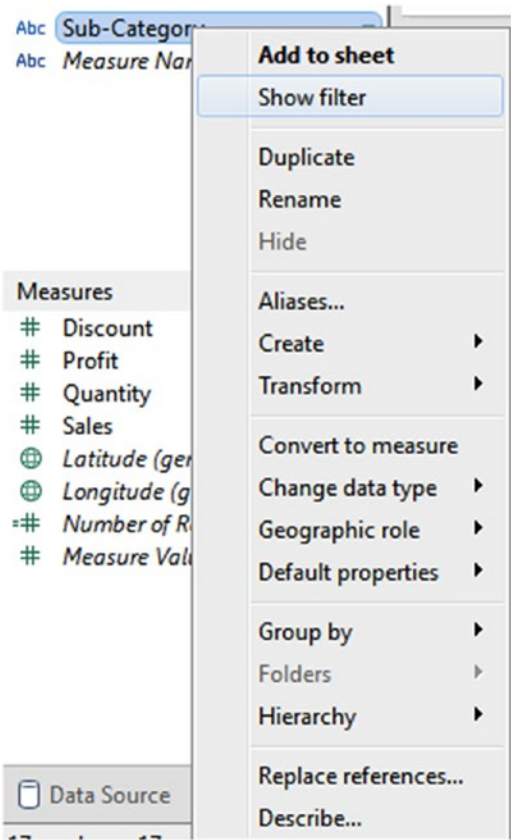 Abc Sub-Category
Abc Measure Nar
Add to sheet
Show filter
Duplicate
Rename
Hide
Aliases...
Create
Transform
Convert to measure
Change data type
Geographic role
Default properties
Group by
Folders
Hierarchy
Replace references...
Describe...
Measures
# Discount
# Profit
# Quantity
# Sales
Latitude (ger
Longitude (g
=# Number of R
# Measure Valu
Data Source